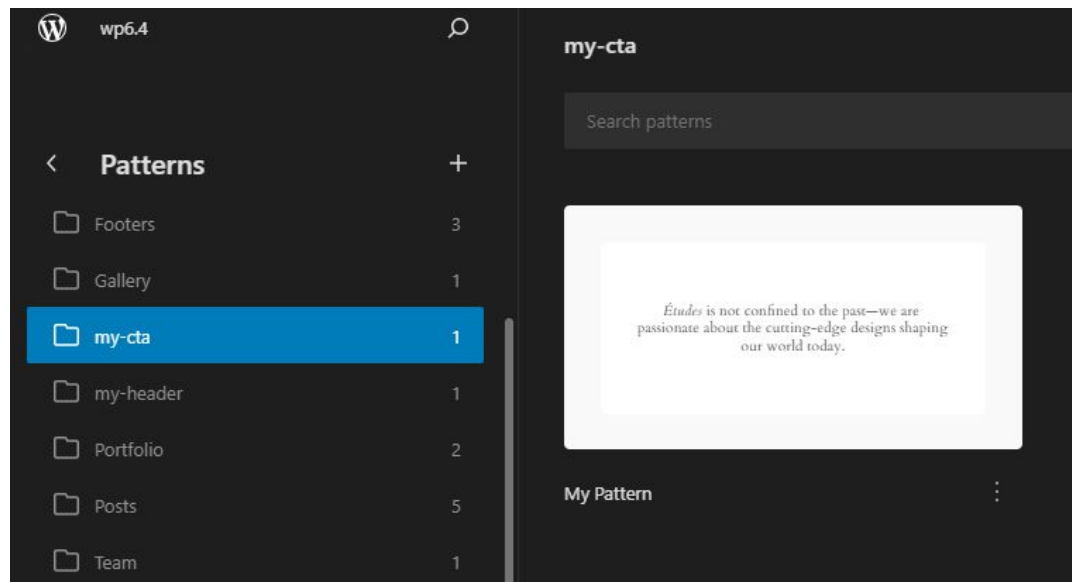 wp6.4
Patterns
Footers 3
Gallery 1
my-cta 1
my-header 1
Portfolio 2
Posts 5
Team 1
my-cta
Search patterns
Études is not confined to the past—we are
passionate about the cutting-edge designs shaping
our world today.
My Pattern